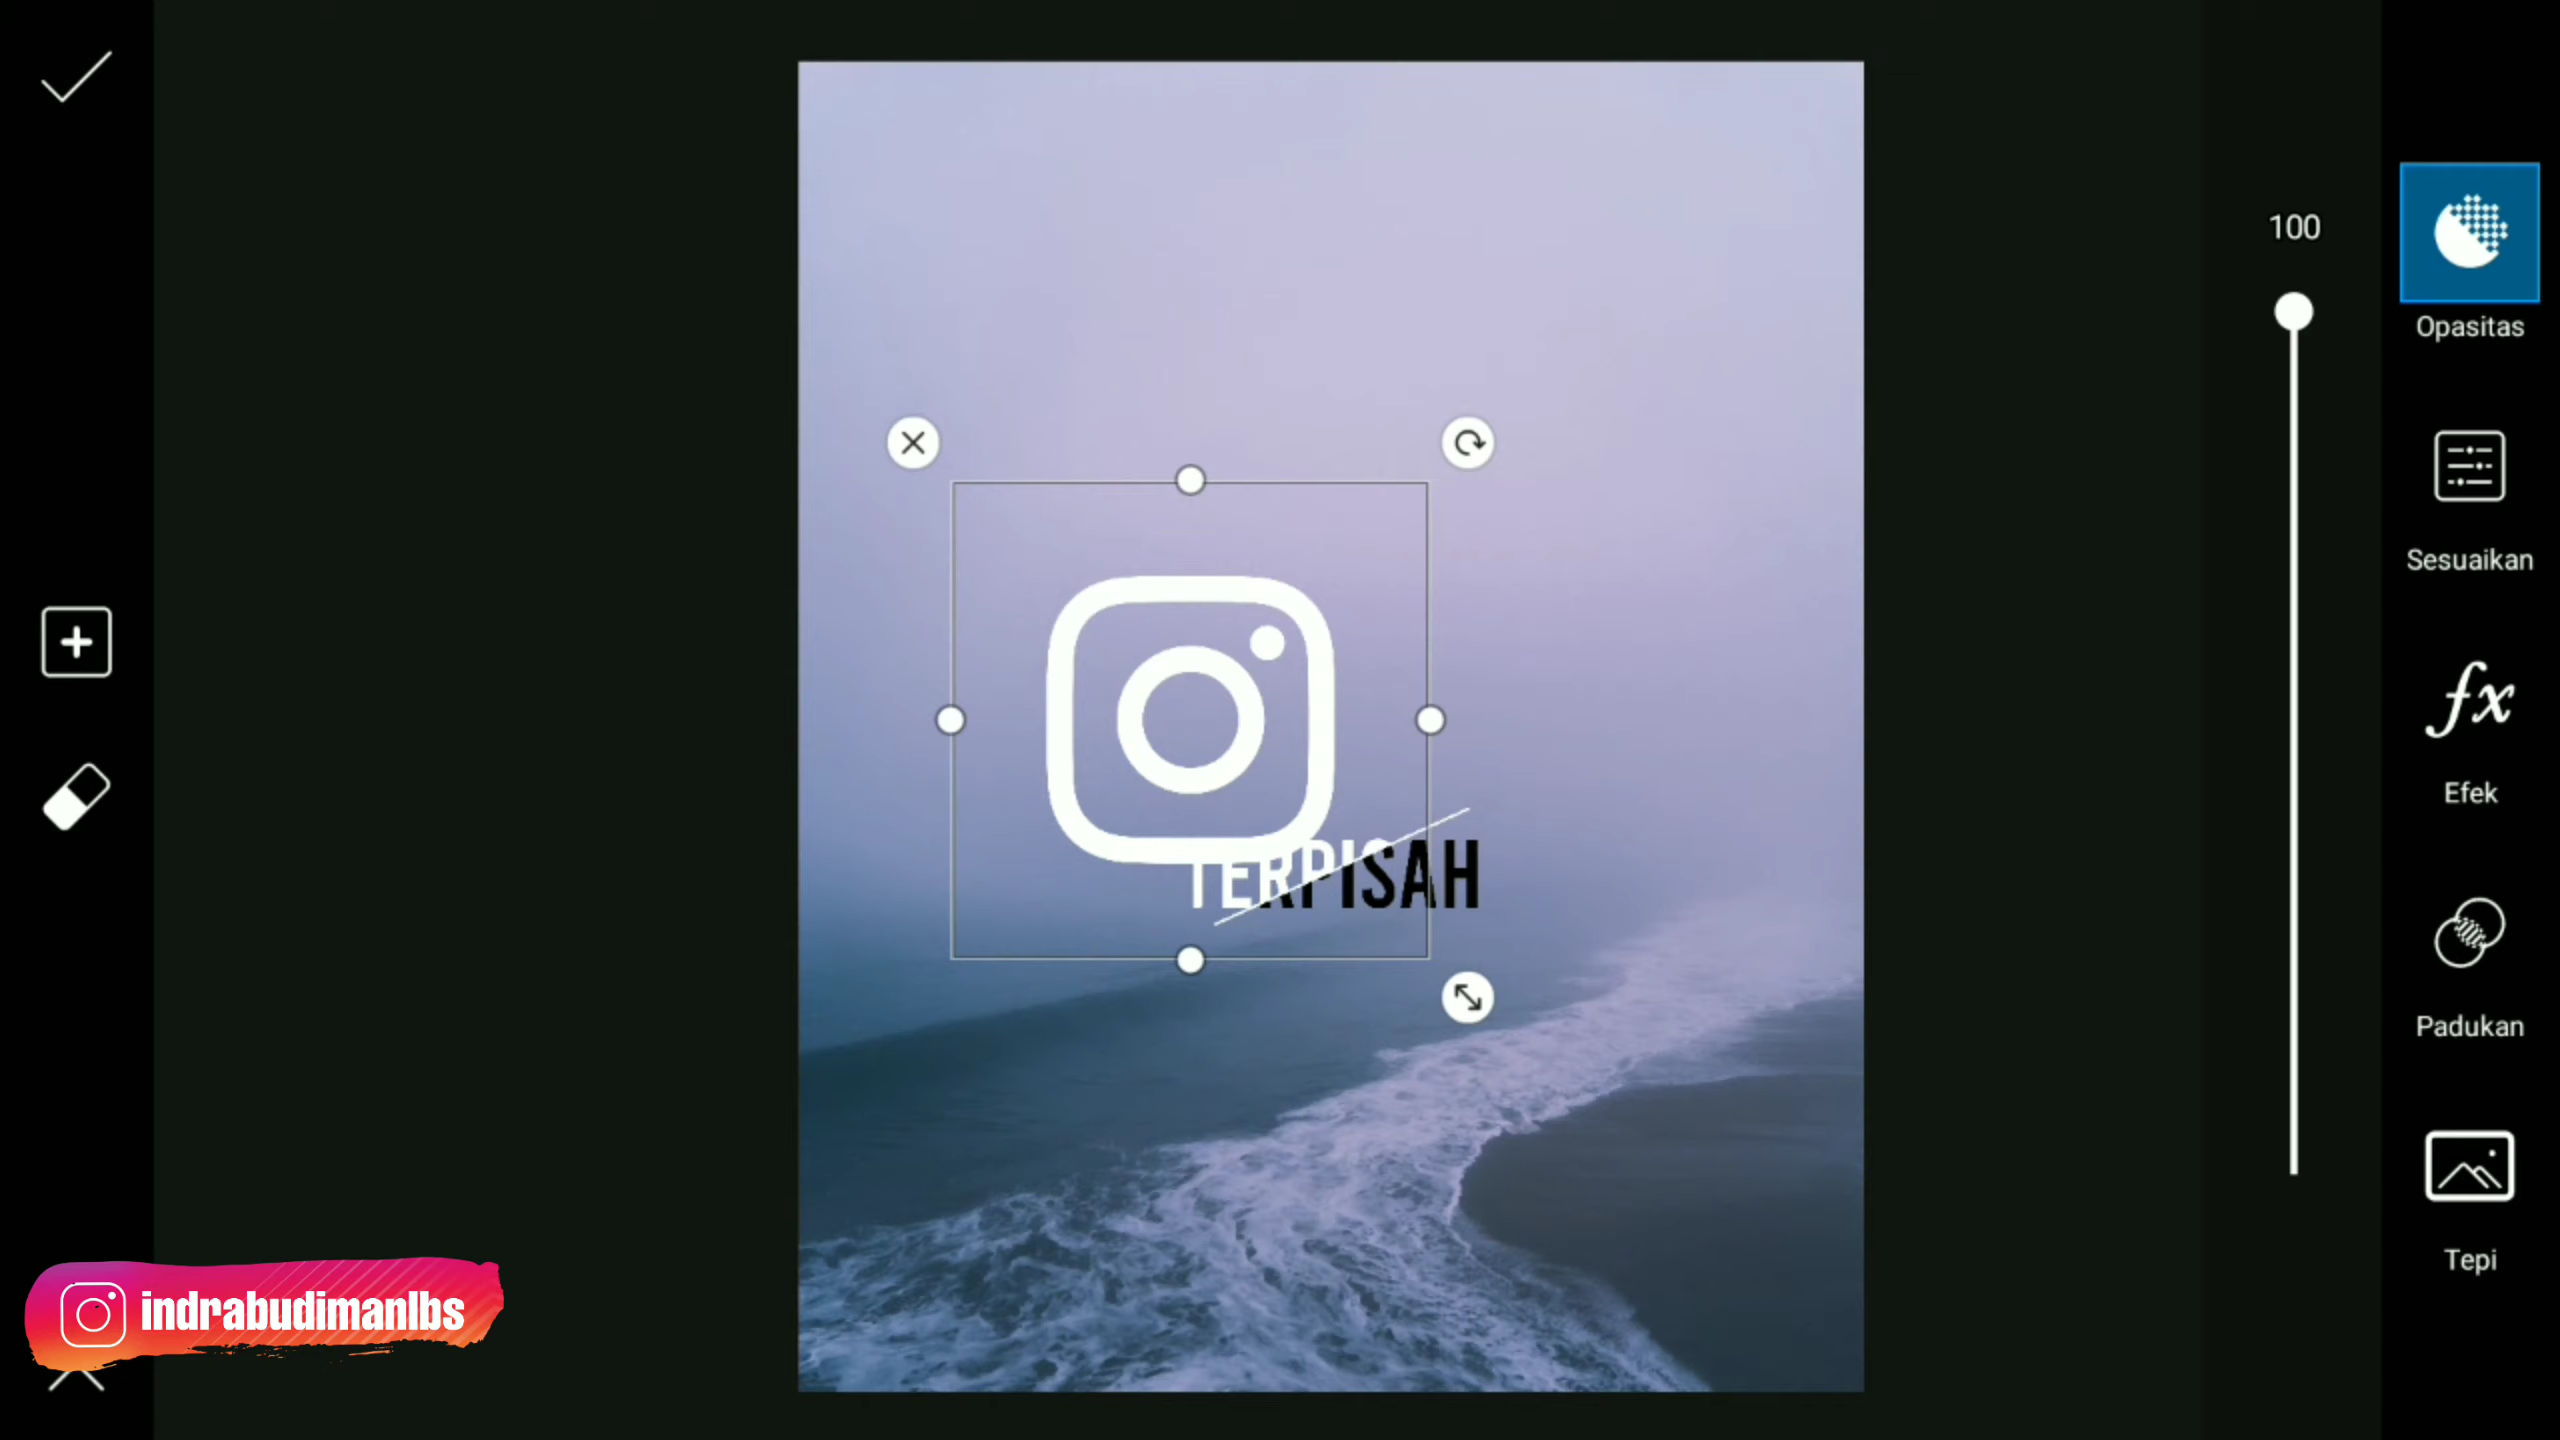 100
Opasitas
Sesuaikan
fx
Efek
TERPISAH
Padukan
Tepi
indrabudimanlbs